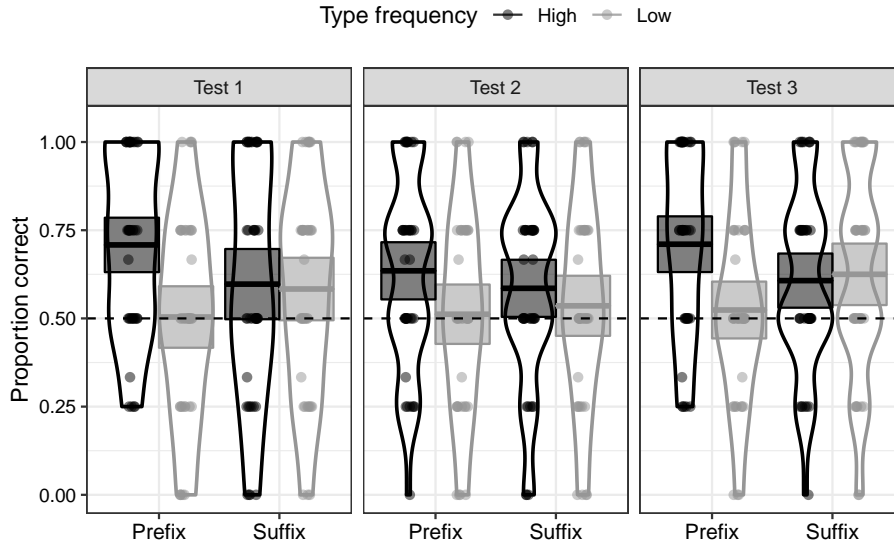 Type frequency High Low
Test 1 Test 2 Test 3
Proportion correct
1.00
0.75
0.50
0.25
0.00
Prefix Suffix Prefix Suffix Prefix Suffix